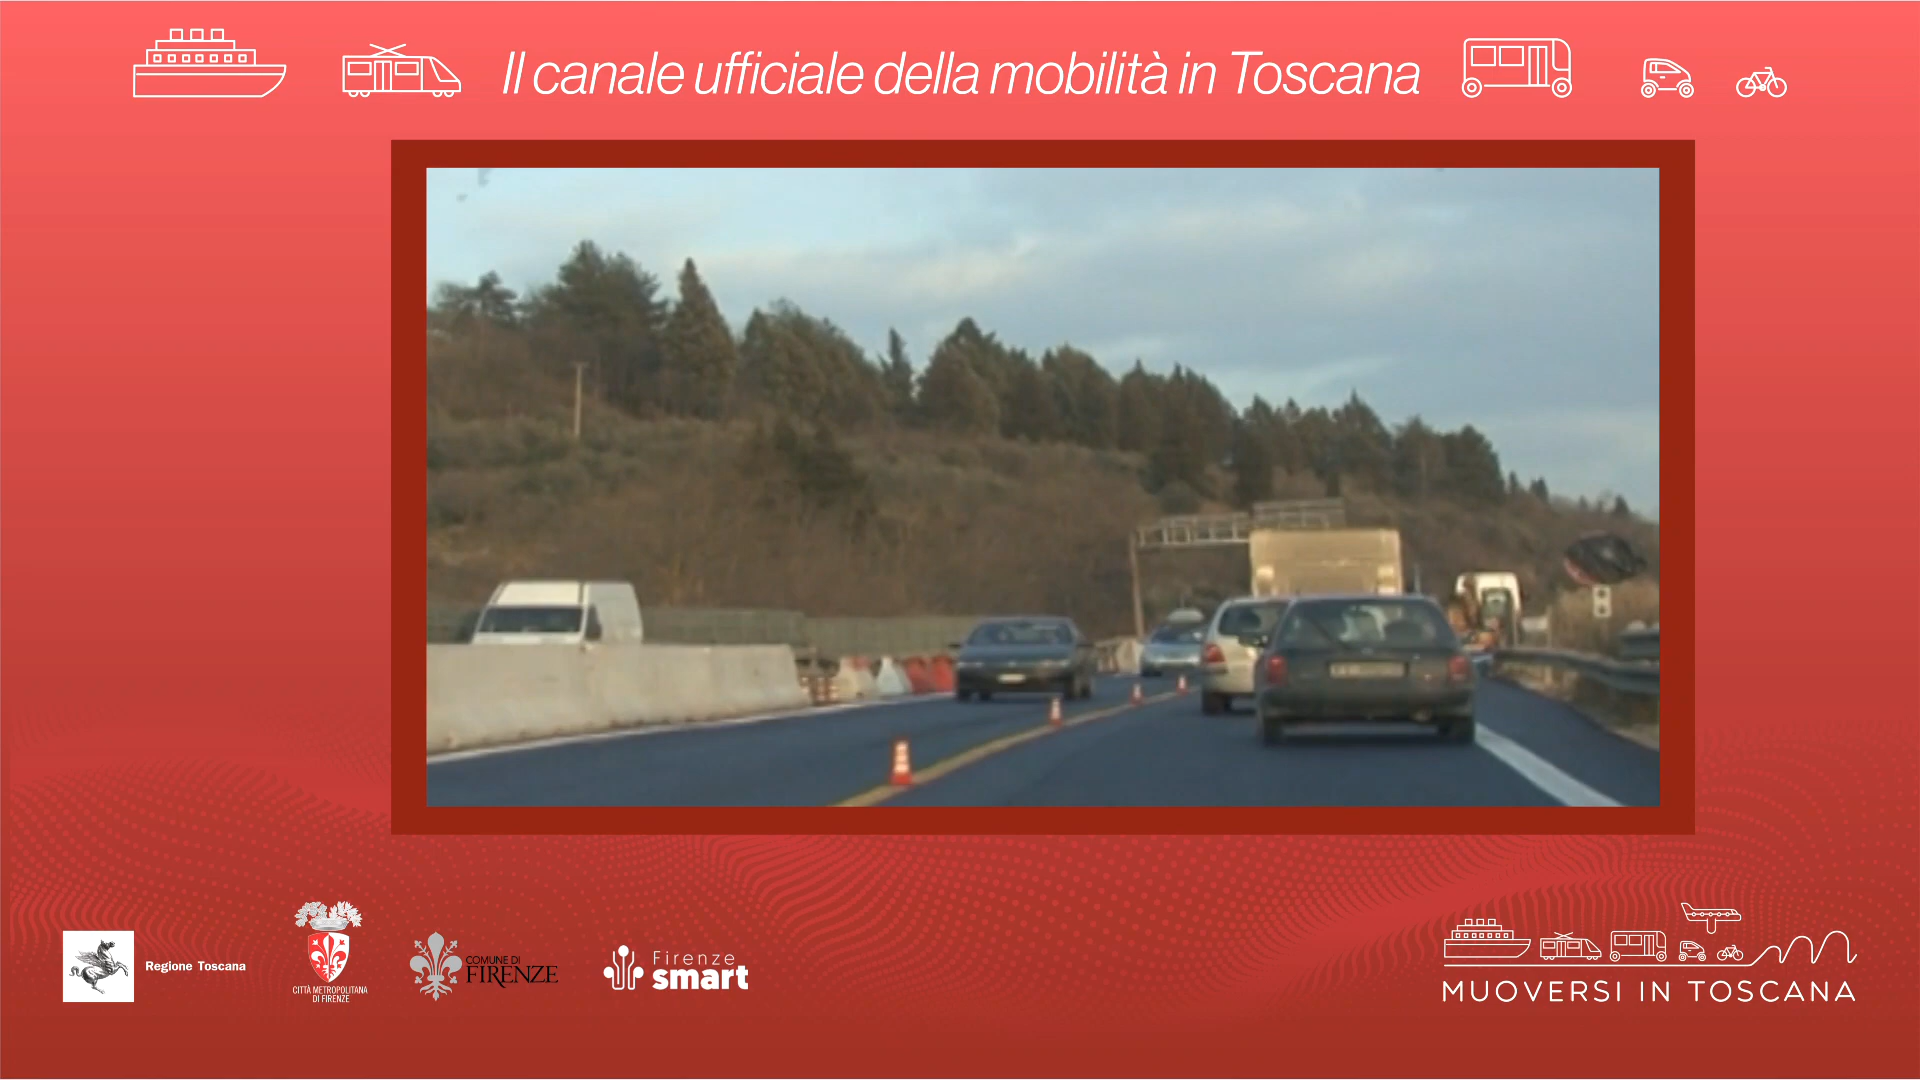 Il canale ufficiale della mobilità in Toscana
Regione Toscana
CITTÀ METROPOLITANA
DI FIRENZE
COMUNE DI
FIRENZE
Firenze
smart
MUOVERSI IN TOSCANA